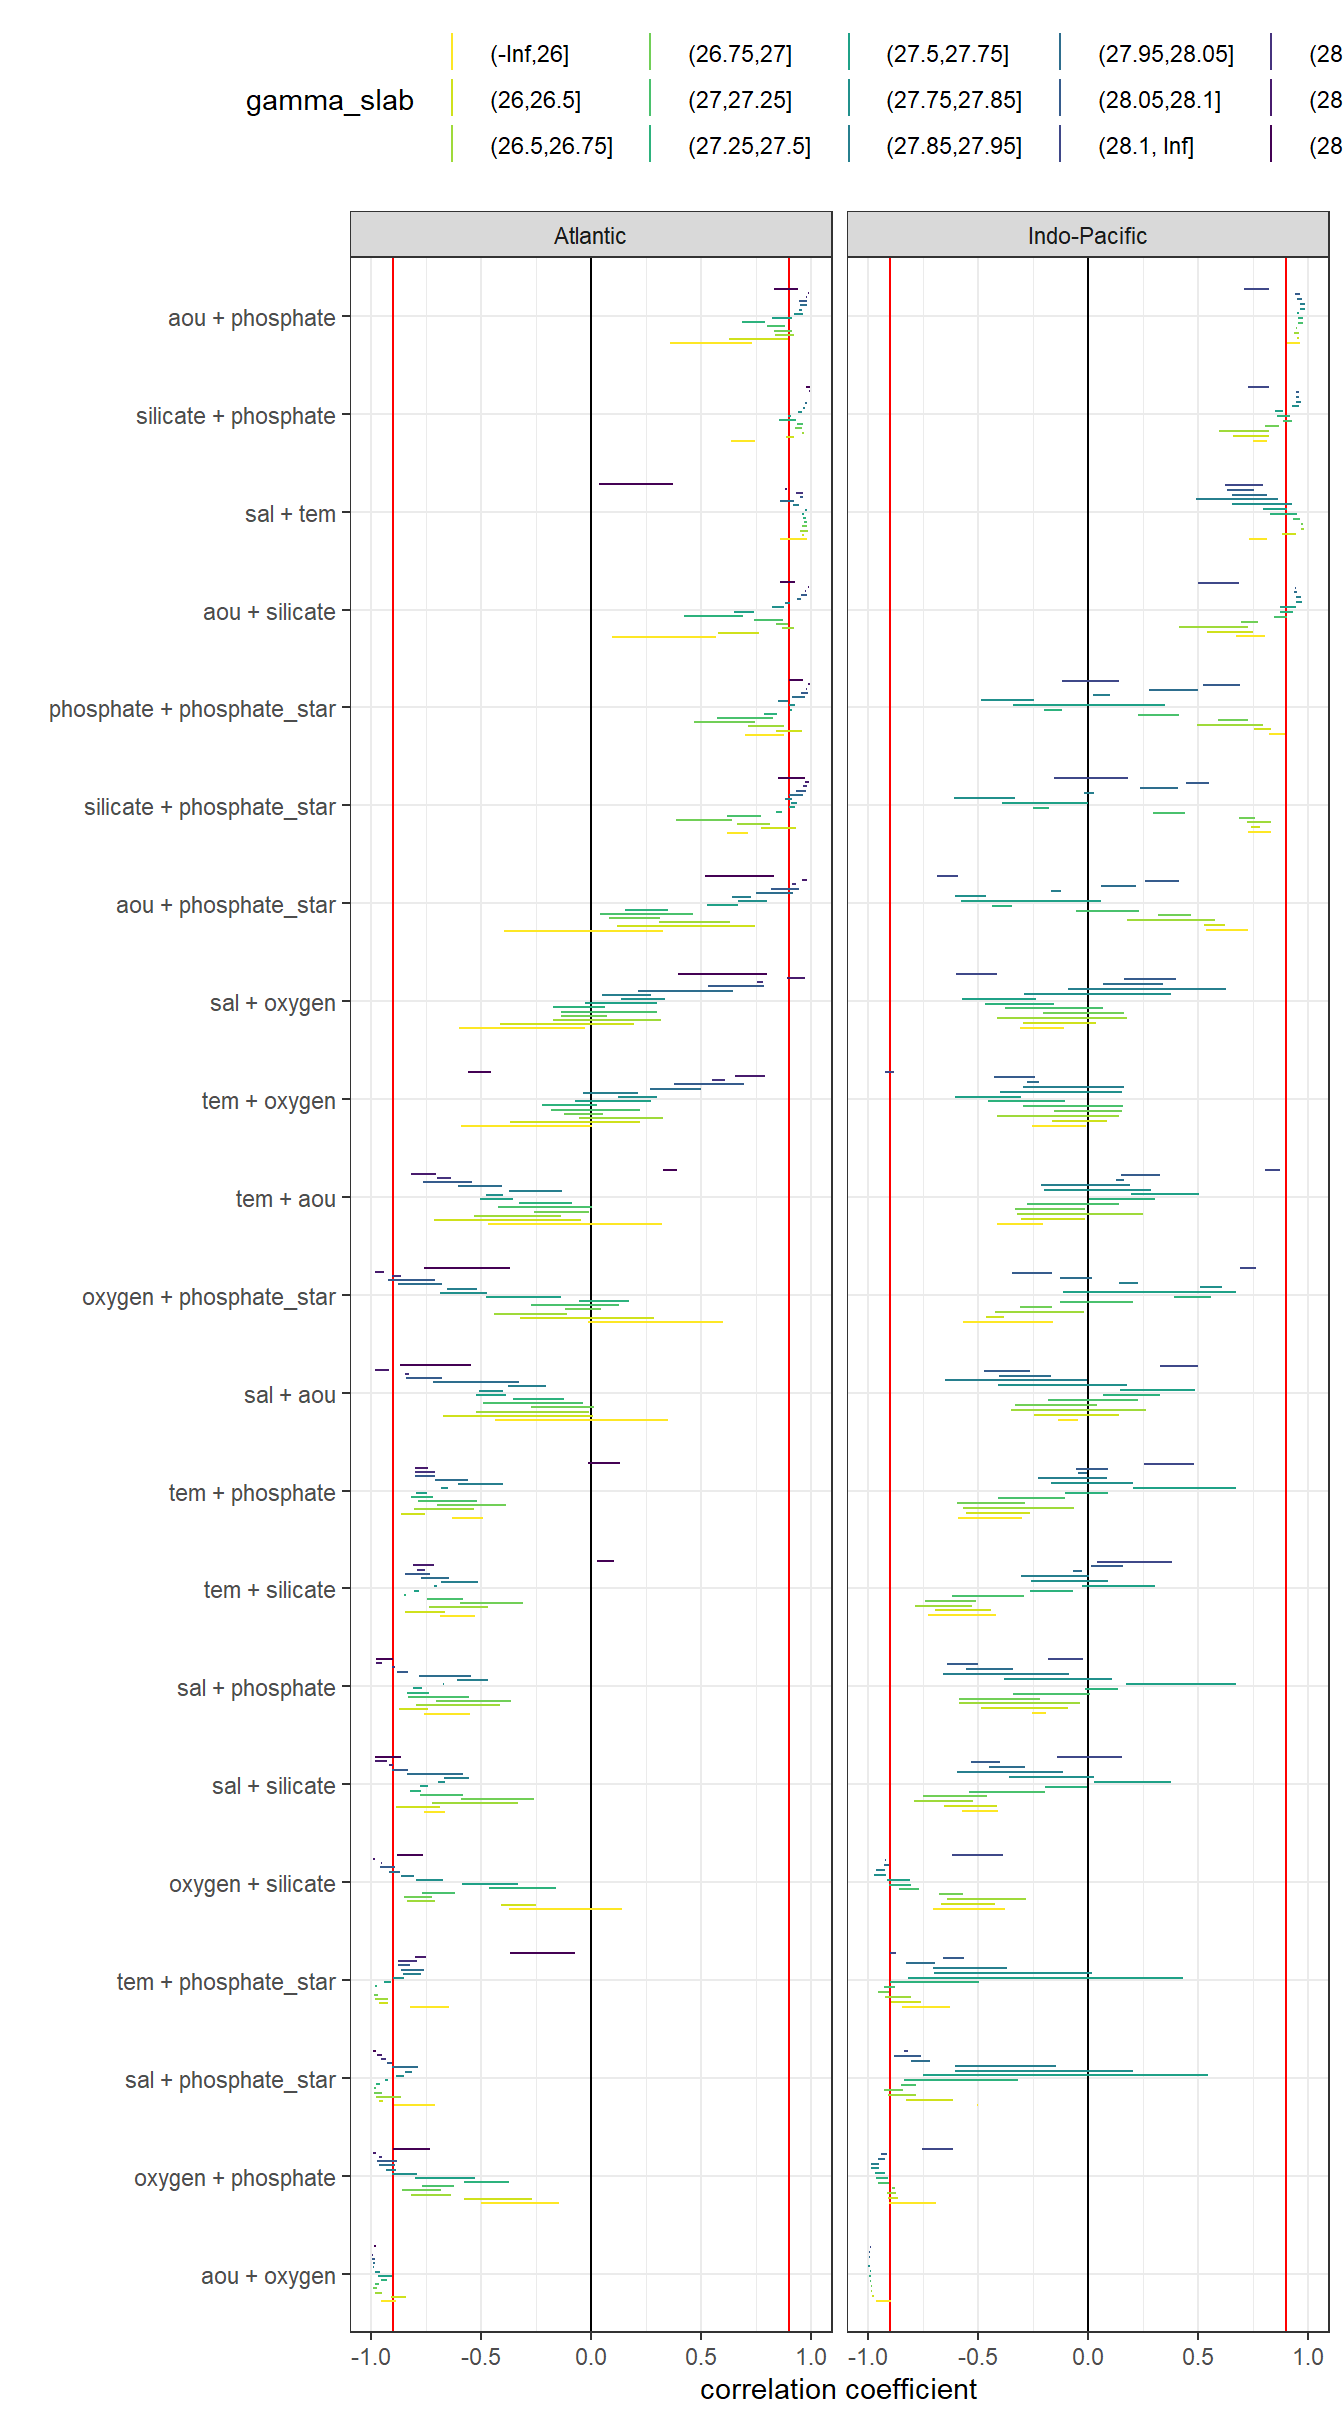 (-Inf,26] (26.75,27] (27.5,27.75] (27.95,28.05] (28
gamma_slab (26,26.5] (27,27.25] (27.75,27.85] (28.05,28.1] (28
(26.5,26.75] (27.25,27.5] (27.85,27.95] (28.1, Inf] (28
Atlantic Indo-Pacific
aou + phosphate
silicate + phosphate
sal + tem
aou + silicate
phosphate + phosphate_star
silicate + phosphate_star
aou + phosphate_star
sal + oxygen
tem + oxygen
tem + aou
oxygen + phosphate_star
sal + aou
tem + phosphate
tem + silicate
sal + phosphate
sal + silicate
oxygen + silicate
tem + phosphate_star
sal + phosphate_star
oxygen + phosphate
aou + oxygen
-1.0 -0.5 0.0 0.5 1.0 -1.0 -0.5 0.0 0.5 1.0
correlation coefficient